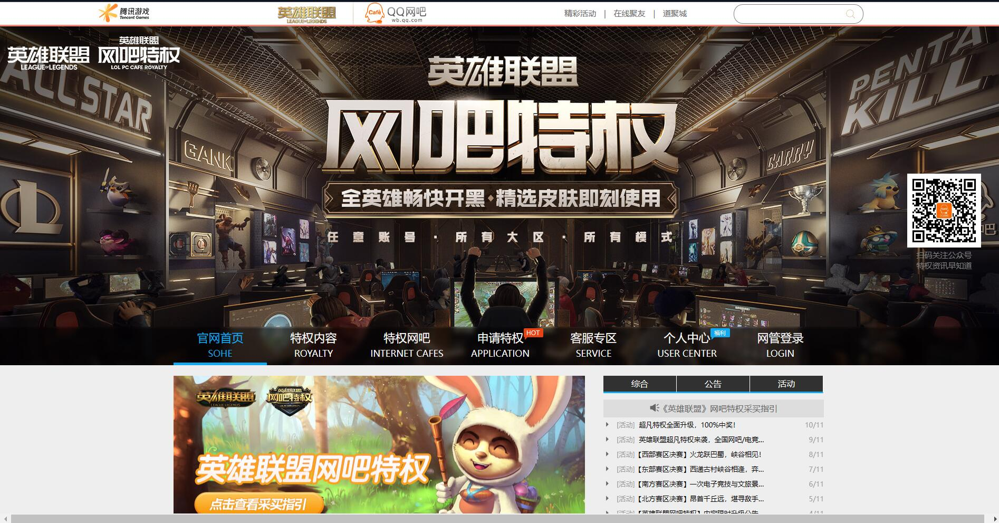 腾讯游戏
Tencent Games
英雄联盟
LEAGUE OF LEGENDS
Café
QQ网吧
wb.qq.com
精彩活动 | 在线聚友 | 道聚城
英雄联盟
LEAGUE OF LEGENDS
英雄联盟
网吧特权
LOL PC CAFE ROYALTY
ALLSTAR
GANK
英雄联盟
网吧特权
全英雄畅快开黑·精选皮肤即刻使用
任意账号·所有大区·所有模式
CARRY
PENTA
KILL
吧
扫码关注公众号
特权资讯早知道
官网首页
SOHE
特权内容
ROYALTY
特权网吧
INTERNET CAFES
申请特权
HOT
APPLICATION
客服专区
SERVICE
个人中心
福利
USER CENTER
网管登录
LOGIN
英雄联盟
LEAGUE OF LEGENDS
英雄联盟
网吧特权
LOL PC CAFE ROYALTY
英雄联盟网吧特权
点击查看采买指引
综合 公告 活动
《英雄联盟》网吧特权采买指引
[活动] 超凡特权全面升级，100%中奖！ 10/11
[活动] 英雄联盟超凡特权来袭，全国网吧/电竞... 9/11
[活动]【西部赛区决赛】火龙跃巴蜀，峡谷相见！ 8/11
[活动]【东部赛区决赛】西递古村峡谷相逢，弈... 7/11
[活动]【南方赛区决赛】一次电子竞技与文旅景... 6/11
[活动]【北方赛区决赛】昂首千丘远，堪寻敌手... 5/11
[活动]【英雄联盟网吧特权】内容限时升级公告 4/11